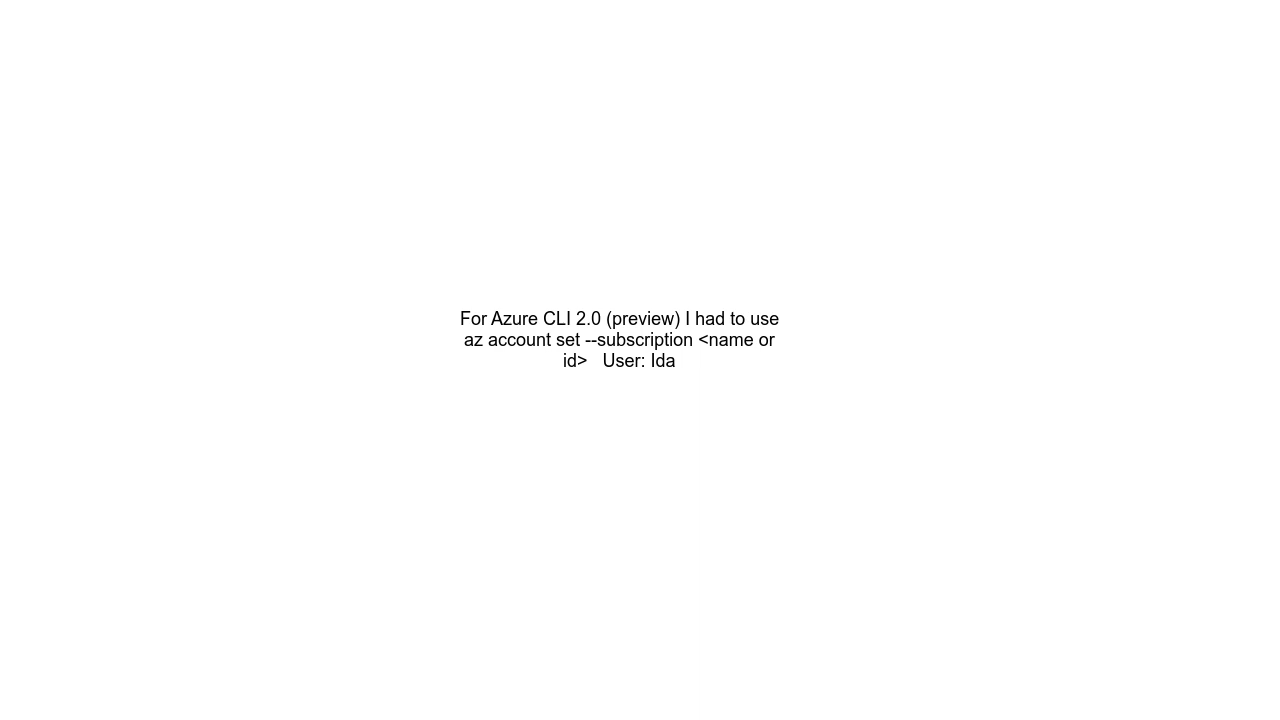 For Azure CLI 2.0 (preview) I had to use
az account set --subscription <name or
id>   User: Ida